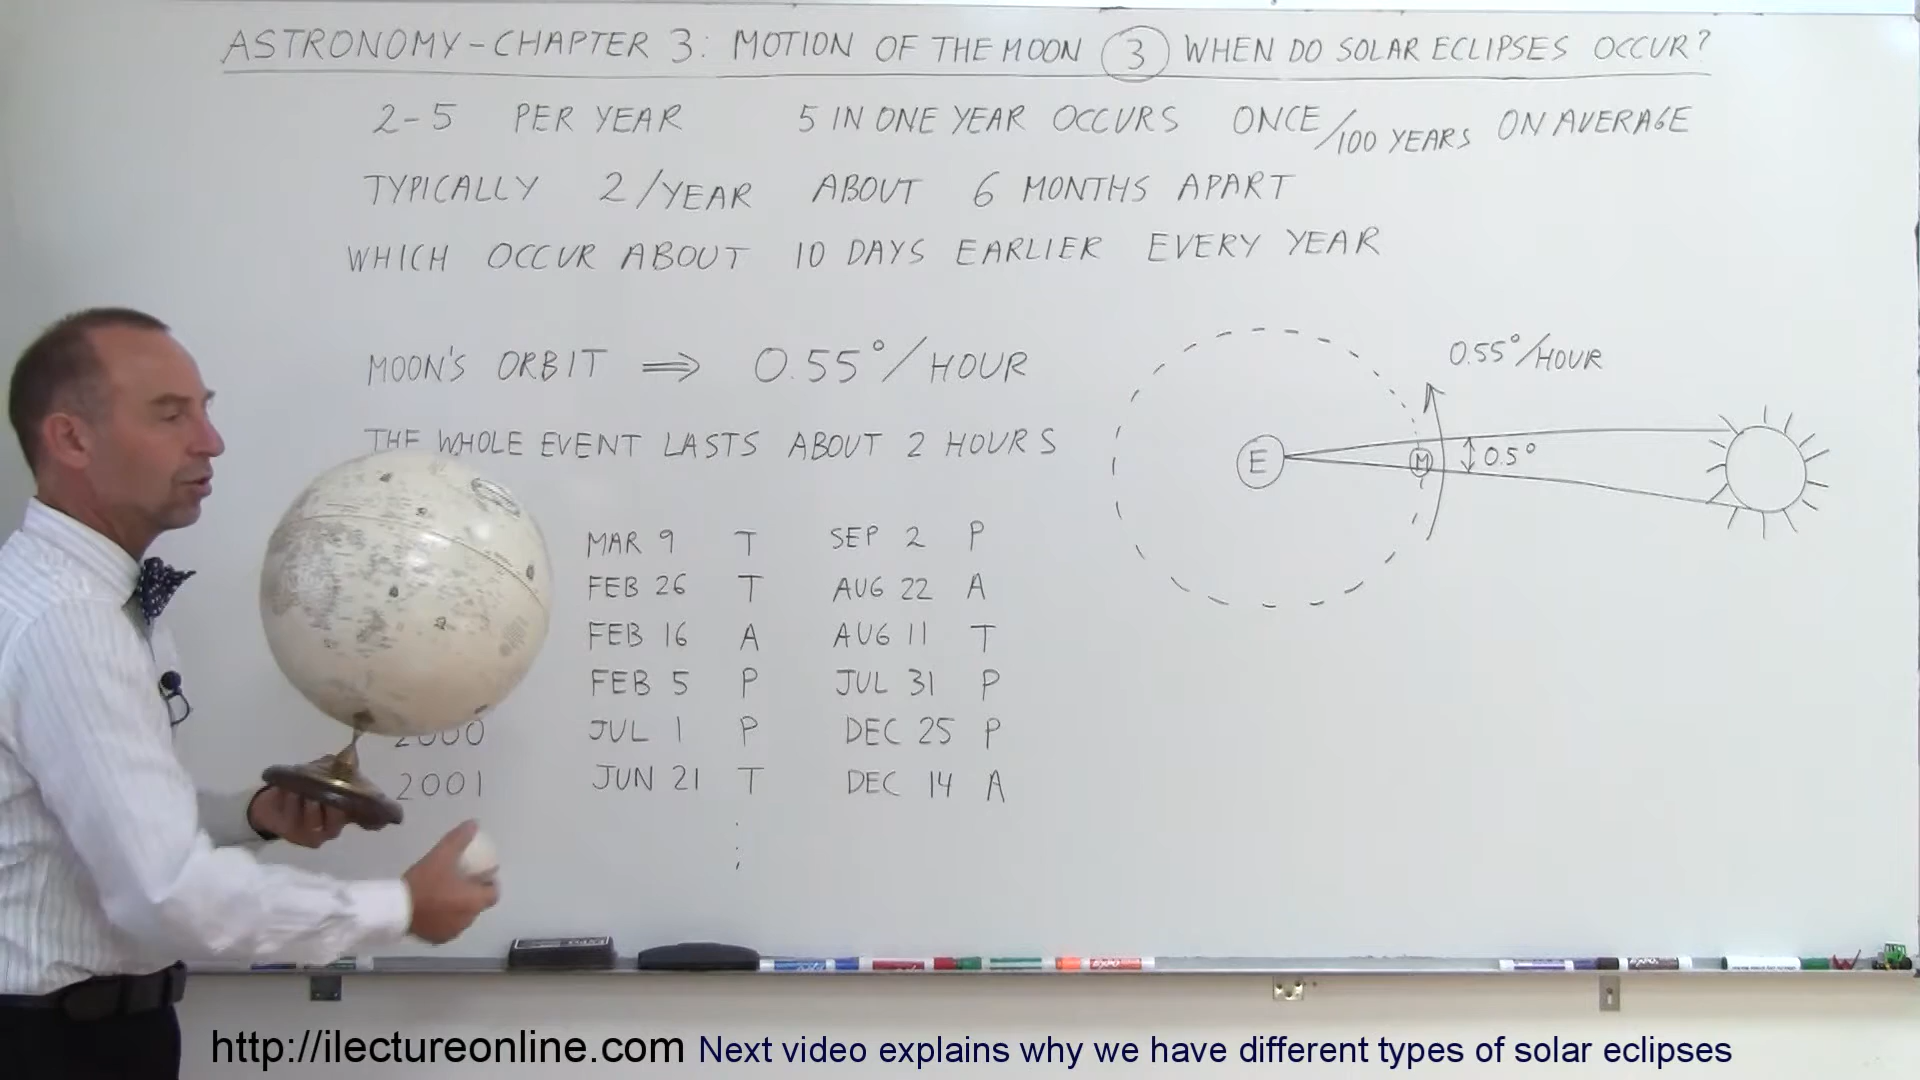 ASTRONOMY - CHAPTER 3: MOTION OF THE MOON 3 WHEN DO SOLAR ECLIPSES OCCUR?
2-5 PER YEAR 5 IN ONE YEAR OCCURS ONCE/100 YEARS ON AVERAGE
TYPICALLY 2/YEAR ABOUT 6 MONTHS APART
WHICH OCCUR ABOUT 10 DAYS EARLIER EVERY YEAR
MOON'S ORBIT ⇒ 0.55°/HOUR
THE WHOLE EVENT LASTS ABOUT 2 HOURS
MAR 9 T SEP 2 P
FEB 26 T AUG 22 A
FEB 16 A AUG 11 T
FEB 5 P JUL 31 P
2000 JUL 1 P DEC 25 P
2001 JUN 21 T DEC 14 A
0.55°/HOUR
E M 0.5°
http://ilectureonline.com Next video explains why we have different types of solar eclipses